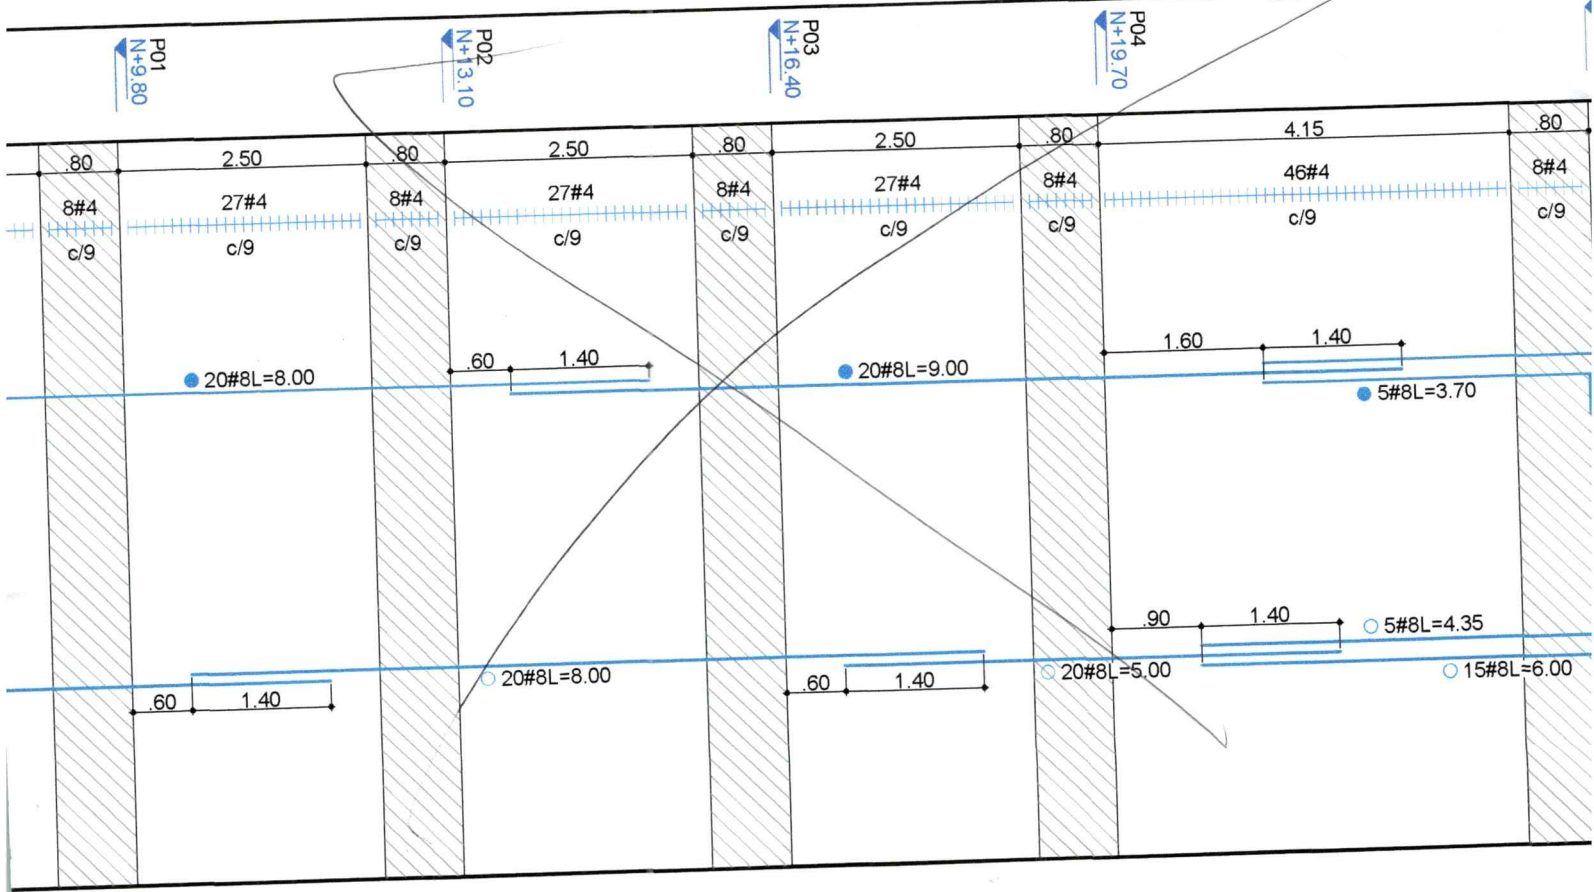 P01
N+9.80
P02
N+13.10
P03
N+16.40
P04
N+19.70
.80 2.50 .80 2.50 .80 2.50 .80 4.15 .80
8#4 27#4 8#4 27#4 8#4 27#4 8#4 46#4 8#4
c/9 c/9 c/9 c/9 c/9 c/9 c/9 c/9 c/9
.60 1.40 1.60 1.40
20#8L=8.00 20#8L=9.00 5#8L=3.70
.90 1.40 5#8L=4.35
20#8L=8.00 20#8L=5.00 15#8L=6.00
.60 1.40 .60 1.40